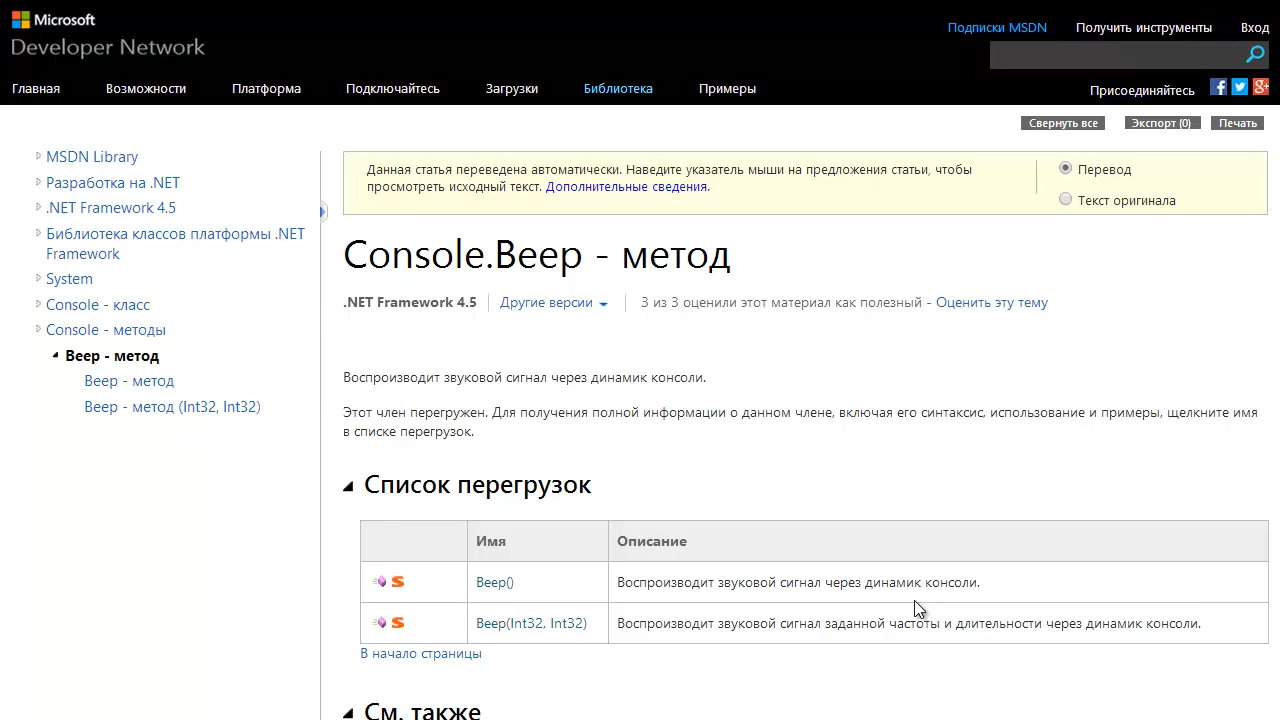 Microsoft
Developer Network
Подписки MSDN Получить инструменты Вход
Главная Возможности Платформа Подключайтесь Загрузки Библиотека Примеры Присоединяйтесь
Свернуть все Экспорт (0) Печать
MSDN Library
Разработка на .NET
.NET Framework 4.5
Библиотека классов платформы .NET
Framework
System
Console - класс
Console - методы
Beep - метод
Beep - метод
Beep - метод (Int32, Int32)
Данная статья переведена автоматически. Наведите указатель мыши на предложения статьи, чтобы
просмотреть исходный текст. Дополнительные сведения.
Перевод
Текст оригинала
Console.Beep - метод
.NET Framework 4.5 Другие версии 3 из 3 оценили этот материал как полезный - Оценить эту тему
Воспроизводит звуковой сигнал через динамик консоли.
Этот член перегружен. Для получения полной информации о данном члене, включая его синтаксис, использование и примеры, щелкните имя
в списке перегрузок.
Список перегрузок
Имя Описание
Beep() Воспроизводит звуковой сигнал через динамик консоли.
Beep(Int32, Int32) Воспроизводит звуковой сигнал заданной частоты и длительности через динамик консоли.
В начало страницы
См. также